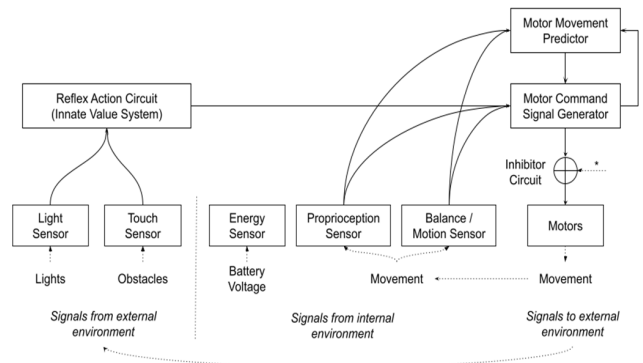 Motor Movement
Predictor
Reflex Action Circuit
(Innate Value System)
Motor Command
Signal Generator
Inhibitor
Circuit
*
Light
Sensor
Touch
Sensor
Energy
Sensor
Proprioception
Sensor
Balance /
Motion Sensor
Motors
Lights
Obstacles
Battery
Voltage
Movement
Movement
Signals from external
environment
Signals from internal
environment
Signals to external
environment